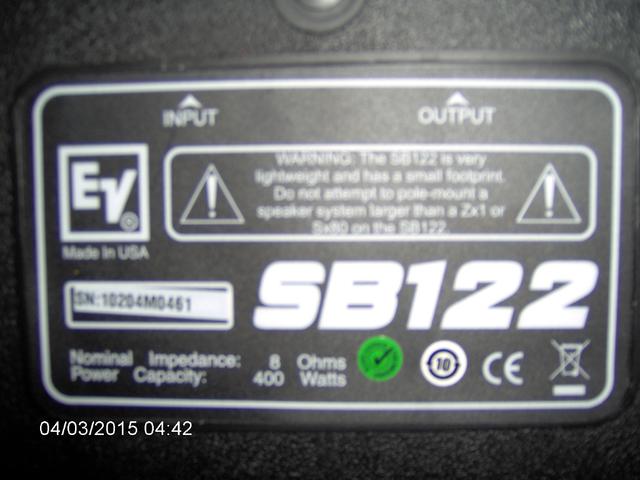 INPUT
OUTPUT
EV
®
WARNING: The SB122 is very
lightweight and has a small footprint.
Do not attempt to pole-mount a
speaker system larger than a Zx1 or
Sx80 on the SB122.
Made In USA
SN:10204M0461
SB122
Nominal Impedance: 8 Ohms
Power Capacity: 400 Watts
10
CE
04/03/2015 04:42